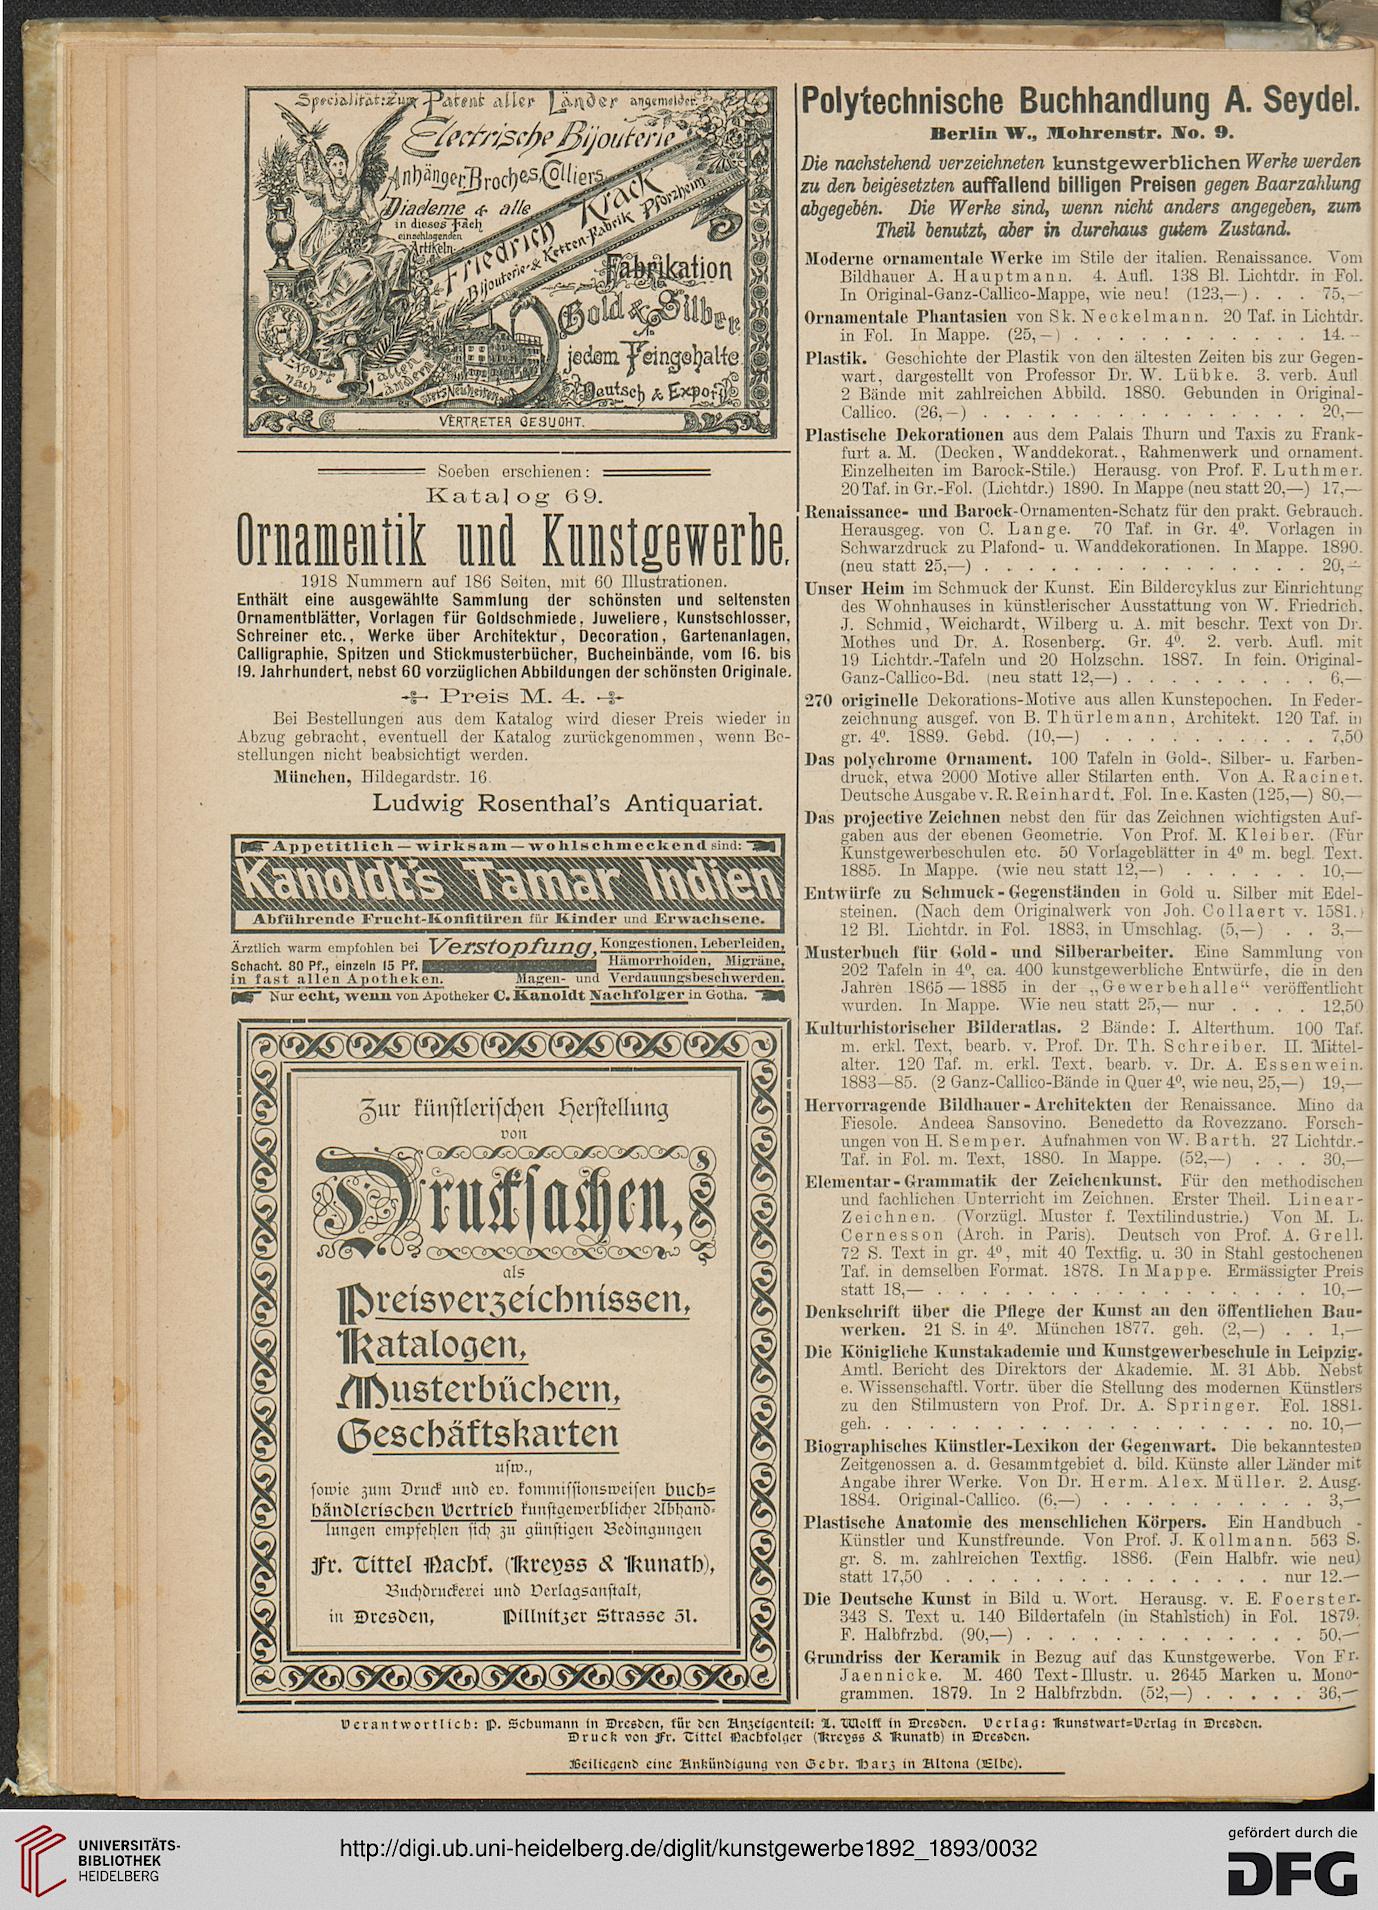 Specialität: Zum Patent aller Länder angemeldet.
Electrische Bijouterie
Anhänger, Broches, Colliers,
Diademe & alle
in dieses Fach
einschlagenden
Artikeln.
Friedrich Krack
Bijouterie- & Ketten-Fabrik Pforzheim
Fabrikation
Gold & Silber
in
jedem Feingehalte
Deutsch & Export
Export
nach
allen
Ländern
stets Neuheiten
VERTRETER GESUCHT.
Soeben erschienen:
Katalog 69.
Ornamentik und Kunstgewerbe,
1918 Nummern auf 186 Seiten, mit 60 Illustrationen.
Enthält eine ausgewählte Sammlung der schönsten und seltensten
Ornamentblätter, Vorlagen für Goldschmiede, Juweliere, Kunstschlosser,
Schreiner etc., Werke über Architektur, Decoration, Gartenanlagen,
Calligraphie, Spitzen und Stickmusterbücher, Bucheinbände, vom 16. bis
19. Jahrhundert, nebst 60 vorzüglichen Abbildungen der schönsten Originale.
Preis M. 4.
Bei Bestellungen aus dem Katalog wird dieser Preis wieder in
Abzug gebracht, eventuell der Katalog zurückgenommen, wenn Be-
stellungen nicht beabsichtigt werden.
München, Hildegardstr. 16.
Ludwig Rosenthal's Antiquariat.
Appetitlich — wirksam — wohlschmeckend sind:
Kanoldt's Tamar Indien
Abführende Frucht-Konfitüren für Kinder und Erwachsene.
Ärztlich warm empfohlen bei Verstopfung, Kongestionen, Leberleiden,
Schacht. 80 Pf., einzeln 15 Pf. Hämorrhoiden, Migräne,
in fast allen Apotheken. Magen- und Verdauungsbeschwerden.
Nur echt, wenn von Apotheker C. Kanoldt Nachfolger in Gotha.
Zur künstlerischen Herstellung
von
Drucksachen,
als
Preisverzeichnissen,
Katalogen,
Musterbüchern,
Geschäftskarten
usw.,
sowie zum Druck und ev. kommissionsweisen buch-
händlerischen Vertrieb kunstgewerblicher Abhand-
lungen empfehlen sich zu günstigen Bedingungen
Fr. Tittel Nachf. (Kreyss & Kunath),
Buchdruckerei und Verlagsanstalt,
in Dresden, Pillnitzer Strasse 51.
Polytechnische Buchhandlung A. Seydel.
Berlin W., Mohrenstr. No. 9.
Die nachstehend verzeichneten kunstgewerblichen Werke werden
zu den beigesetzten auffallend billigen Preisen gegen Baarzahlung
abgegeben. Die Werke sind, wenn nicht anders angegeben, zum
Theil benutzt, aber in durchaus gutem Zustand.
Moderne ornamentale Werke im Stile der italien. Renaissance. Vom
Bildhauer A. Hauptmann. 4. Aufl. 138 Bl. Lichtdr. in Fol.
In Original-Ganz-Callico-Mappe, wie neu! (123,—) . . . 75,—
Ornamentale Phantasien von Sk. Neckelmann. 20 Taf. in Lichtdr.
in Fol. In Mappe. (25,—) . . . . . . . . . . . . 14.—
Plastik. Geschichte der Plastik von den ältesten Zeiten bis zur Gegen-
wart, dargestellt von Professor Dr. W. Lübke. 3. verb. Aufl
2 Bände mit zahlreichen Abbild. 1880. Gebunden in Original-
Callico. (26,—) . . . . . . . . . . . . . . . . 20,—
Plastische Dekorationen aus dem Palais Thurn und Taxis zu Frank-
furt a. M. (Decken, Wanddekorat., Rahmenwerk und ornament.
Einzelheiten im Barock-Stile.) Herausg. von Prof. F. Luthmer.
20 Taf. in Gr.-Fol. (Lichtdr.) 1890. In Mappe (neu statt 20,—) 17,—
Renaissance- und Barock-Ornamenten-Schatz für den prakt. Gebrauch.
Herausgeg. von C. Lange. 70 Taf. in Gr. 4⁰. Vorlagen in
Schwarzdruck zu Plafond- u. Wanddekorationen. In Mappe. 1890.
(neu statt 25,—) . . . . . . . . . . . . . . . . 20,—
Unser Heim im Schmuck der Kunst. Ein Bildercyklus zur Einrichtung
des Wohnhauses in künstlerischer Ausstattung von W. Friedrich,
J. Schmid, Weichardt, Wilberg u. A. mit beschr. Text von Dr.
Mothes und Dr. A. Rosenberg. Gr. 4⁰. 2. verb. Aufl. mit
19 Lichtdr.-Tafeln und 20 Holzschn. 1887. In fein. Original-
Ganz-Callico-Bd. (neu statt 12,—) . . . . . . . . . 6,—
270 originelle Dekorations-Motive aus allen Kunstepochen. In Feder-
zeichnung ausgef. von B. Thürlemann, Architekt. 120 Taf. in
gr. 4⁰. 1889. Gebd. (10,—) . . . . . . . . . . 7,50
Das polychrome Ornament. 100 Tafeln in Gold-, Silber- u. Farben-
druck, etwa 2000 Motive aller Stilarten enth. Von A. Racinet.
Deutsche Ausgabe v. R. Reinhardt. Fol. In e. Kasten (125,—) 80,—
Das projective Zeichnen nebst den für das Zeichnen wichtigsten Auf-
gaben aus der ebenen Geometrie. Von Prof. M. Kleiber. (Für
Kunstgewerbeschulen etc. 50 Vorlageblätter in 4⁰ m. begl. Text.
1885. In Mappe. (wie neu statt 12,—) . . . . . . 10,—
Entwürfe zu Schmuck-Gegenständen in Gold u. Silber mit Edel-
steinen. (Nach dem Originalwerk von Joh. Collaert v. 1581.)
12 Bl. Lichtdr. in Fol. 1883, in Umschlag. (5,—) . . 3,—
Musterbuch für Gold- und Silberarbeiter. Eine Sammlung von
202 Tafeln in 4⁰, ca. 400 kunstgewerbliche Entwürfe, die in den
Jahren 1865—1885 in der „Gewerbehalle“ veröffentlicht
wurden. In Mappe. Wie neu statt 25,— nur . . . . 12,50
Kulturhistorischer Bilderatlas. 2 Bände: I. Alterthum. 100 Taf.
m. erkl. Text, bearb. v. Prof. Dr. Th. Schreiber. II. Mittel-
alter. 120 Taf. m. erkl. Text, bearb. v. Dr. A. Essenwein.
1883—85. (2 Ganz-Callico-Bände in Quer 4⁰, wie neu, 25,—) 19,—
Hervorragende Bildhauer-Architekten der Renaissance. Mino da
Fiesole. Andeea Sansovino. Benedetto da Rovezzano. Forsch-
ungen von H. Semper. Aufnahmen von W. Barth. 27 Lichtdr.-
Taf. in Fol. m. Text, 1880. In Mappe. (52,—) . . . 30,—
Elementar-Grammatik der Zeichenkunst. Für den methodischen
und fachlichen Unterricht im Zeichnen. Erster Theil. Linear-
Zeichnen. (Vorzügl. Muster f. Textilindustrie.) Von M. L.
Cernesson (Arch. in Paris). Deutsch von Prof. A. Grell.
72 S. Text in gr. 4⁰, mit 40 Textfig. u. 30 in Stahl gestochenen
Taf. in demselben Format. 1878. In Mappe. Ermässigter Preis
statt 18,— . . . . . . . . . . . . . . . . . . 10,—
Denkschrift über die Pflege der Kunst an den öffentlichen Bau-
werken. 21 S. in 4⁰. München 1877. geh. (2,—) . . 1,—
Die Königliche Kunstakademie und Kunstgewerbeschule in Leipzig.
Amtl. Bericht des Direktors der Akademie. M. 31 Abb. Nebst
e. Wissenschaftl. Vortr. über die Stellung des modernen Künstlers
zu den Stilmustern von Prof. Dr. A. Springer. Fol. 1881.
geh. . . . . . . . . . . . . . . . . . . no. 10,—
Biographisches Künstler-Lexikon der Gegenwart. Die bekanntesten
Zeitgenossen a. d. Gesammtgebiet d. bild. Künste aller Länder mit
Angabe ihrer Werke. Von Dr. Herm. Alex. Müller. 2. Ausg.
1884. Original-Callico. (6,—) . . . . . . . . . . 3,—
Plastische Anatomie des menschlichen Körpers. Ein Handbuch -
Künstler und Kunstfreunde. Von Prof. J. Kollmann. 563 S.
gr. 8. m. zahlreichen Textfig. 1886. (Fein Halbfr. wie neu)
statt 17,50 . . . . . . . . . . . . . . nur 12.—
Die Deutsche Kunst in Bild u. Wort. Herausg. v. E. Foerster.
343 S. Text u. 140 Bildertafeln (in Stahlstich) in Fol. 1879.
F. Halbfrzbd. (90,—) . . . . . . . . . . . . . 50,—
Grundriss der Keramik in Bezug auf das Kunstgewerbe. Von Fr.
Jaennicke. M. 460 Text-Illustr. u. 2645 Marken u. Mono-
grammen. 1879. In 2 Halbfrzbdn. (52,—) . . . . . 36,—
Verantwortlich: P. Schumann in Dresden, für den Anzeigenteil: A. Wolff in Dresden. Verlag: Kunstwart-Verlag in Dresden.
Druck von Fr. Tittel Nachfolger (Kreyss & Kunath) in Dresden.
Beiliegend eine Ankündigung von Gebr. Harz in Altona (Elbe).
UNIVERSITÄTS-
BIBLIOTHEK
HEIDELBERG
http://digi.ub.uni-heidelberg.de/diglit/kunstgewerbe1892_1893/0032
gefördert durch die
DFG